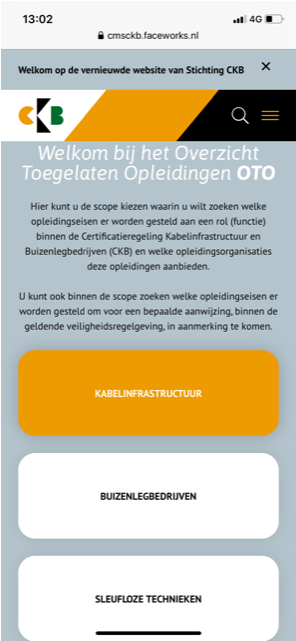 13:02
4G
cmsckb.faceworks.nl
Welkom op de vernieuwde website van Stichting CKB
CKB
Welkom bij het Overzicht
Toegelaten Opleidingen OTO
Hier kunt u de scope kiezen waarin u wilt zoeken welke
opleidingseisen er worden gesteld aan een rol (functie)
binnen de Certificatieregeling Kabelinfrastructuur en
Buizenlegbedrijven (CKB) en welke opleidingsorganisaties
deze opleidingen aanbieden.
U kunt ook binnen de scope zoeken welke opleidingseisen er
worden gesteld om voor een bepaalde aanwijzing, binnen de
geldende veiligheidsregelgeving, in aanmerking te komen.
KABELINFRASTRUCTUUR
BUIZENLEGBEDRIJVEN
SLEUFLOZE TECHNIEKEN